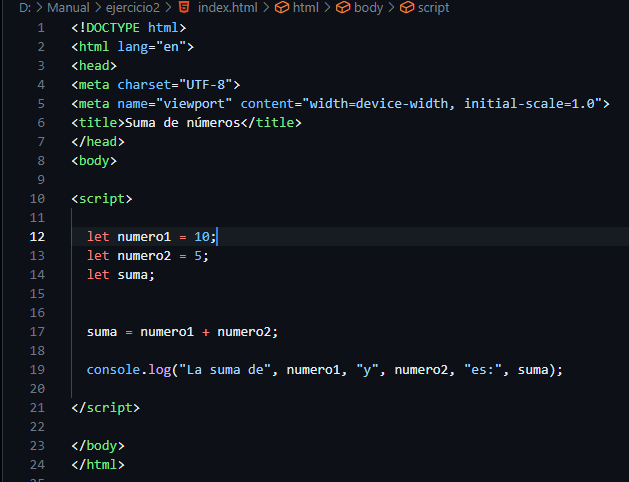 D: > Manual > ejercicio2 > index.html > html > body > script
1 <!DOCTYPE html>
2 <html lang="en">
3 <head>
4 <meta charset="UTF-8">
5 <meta name="viewport" content="width=device-width, initial-scale=1.0">
6 <title>Suma de números</title>
7 </head>
8 <body>
9
10 <script>
11
12 let numero1 = 10;
13 let numero2 = 5;
14 let suma;
15
16
17 suma = numero1 + numero2;
18
19 console.log("La suma de", numero1, "y", numero2, "es:", suma);
20
21 </script>
22
23 </body>
24 </html>
25